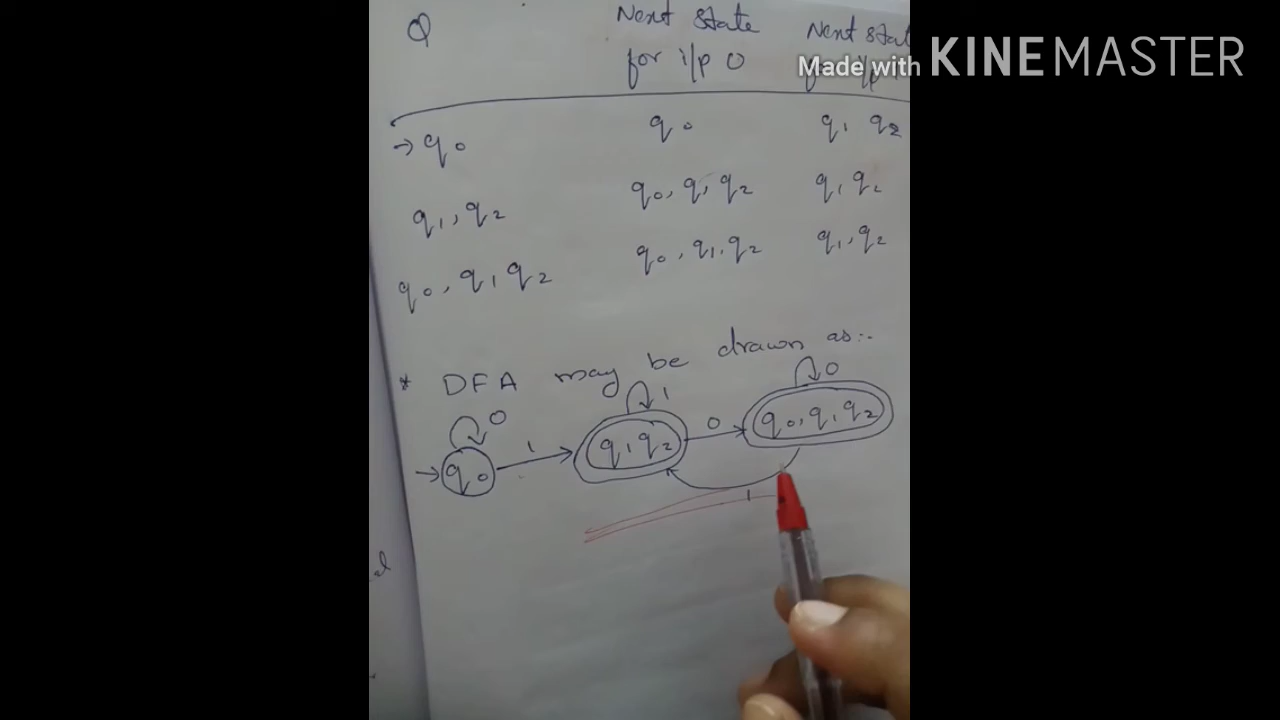 Q Next state Next stat
for i/p 0 i/p
Made with KINEMASTER
→ q0 q0 q1 q2
q1, q2 q0, q1 q2 q1 q2
q0, q1 q2 q0, q1, q2 q1, q2
* DFA may be drawn as:-
0 1 0
→ q0 1 q1 q2 0 q0, q1 q2
1